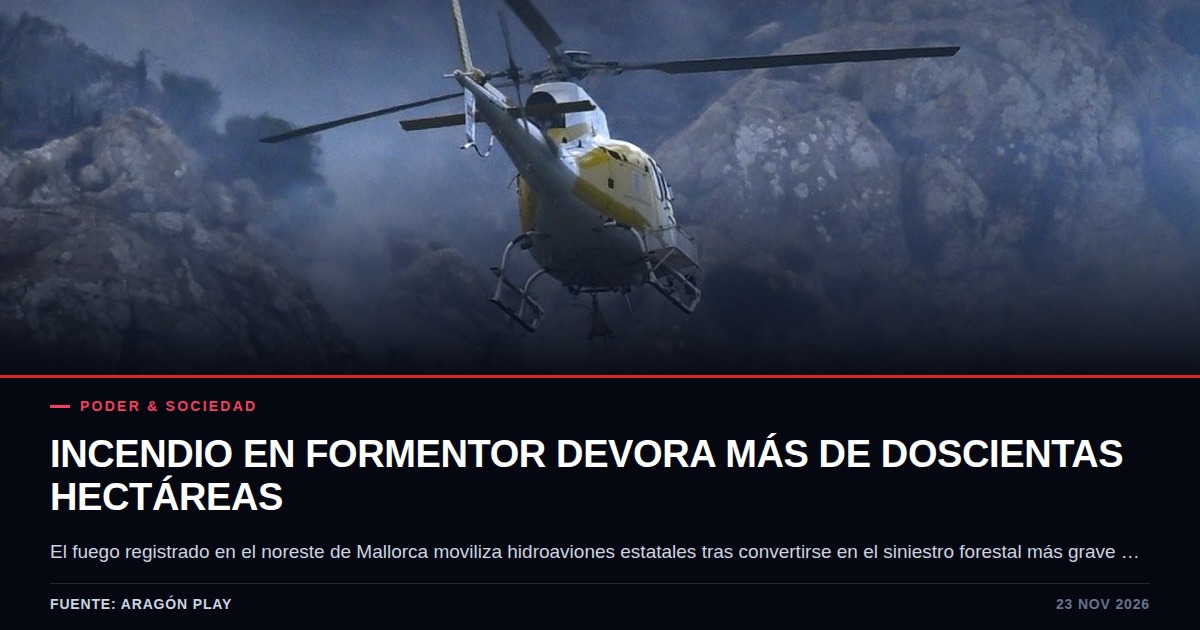 PODER & SOCIEDAD
INCENDIO EN FORMENTOR DEVORA MÁS DE DOSCIENTAS
HECTÁREAS
El fuego registrado en el noreste de Mallorca moviliza hidroaviones estatales tras convertirse en el siniestro forestal más grave …
FUENTE: ARAGÓN PLAY
23 NOV 2026